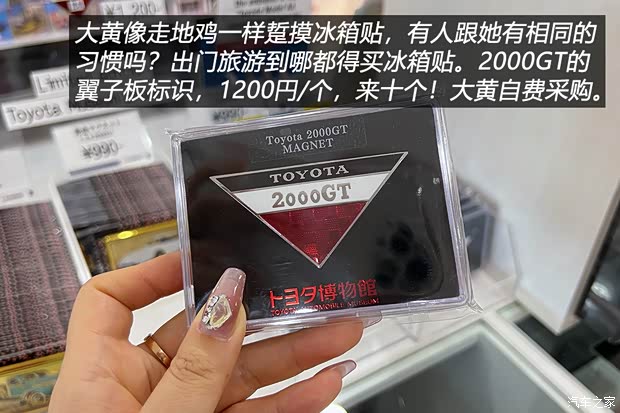 大黄像走地鸡一样踅摸冰箱贴，有人跟她有相同的
习惯吗？出门旅游到哪都得买冰箱贴。2000GT的
翼子板标识，1200円/个，来十个！大黄自费采购。
¥1,200
Toyota
¥990
Toyota 2000GT
MAGNET
TOYOTA
2000GT
トヨタ博物館
TOYOTA AUTOMOBILE MUSEUM
汽车之家